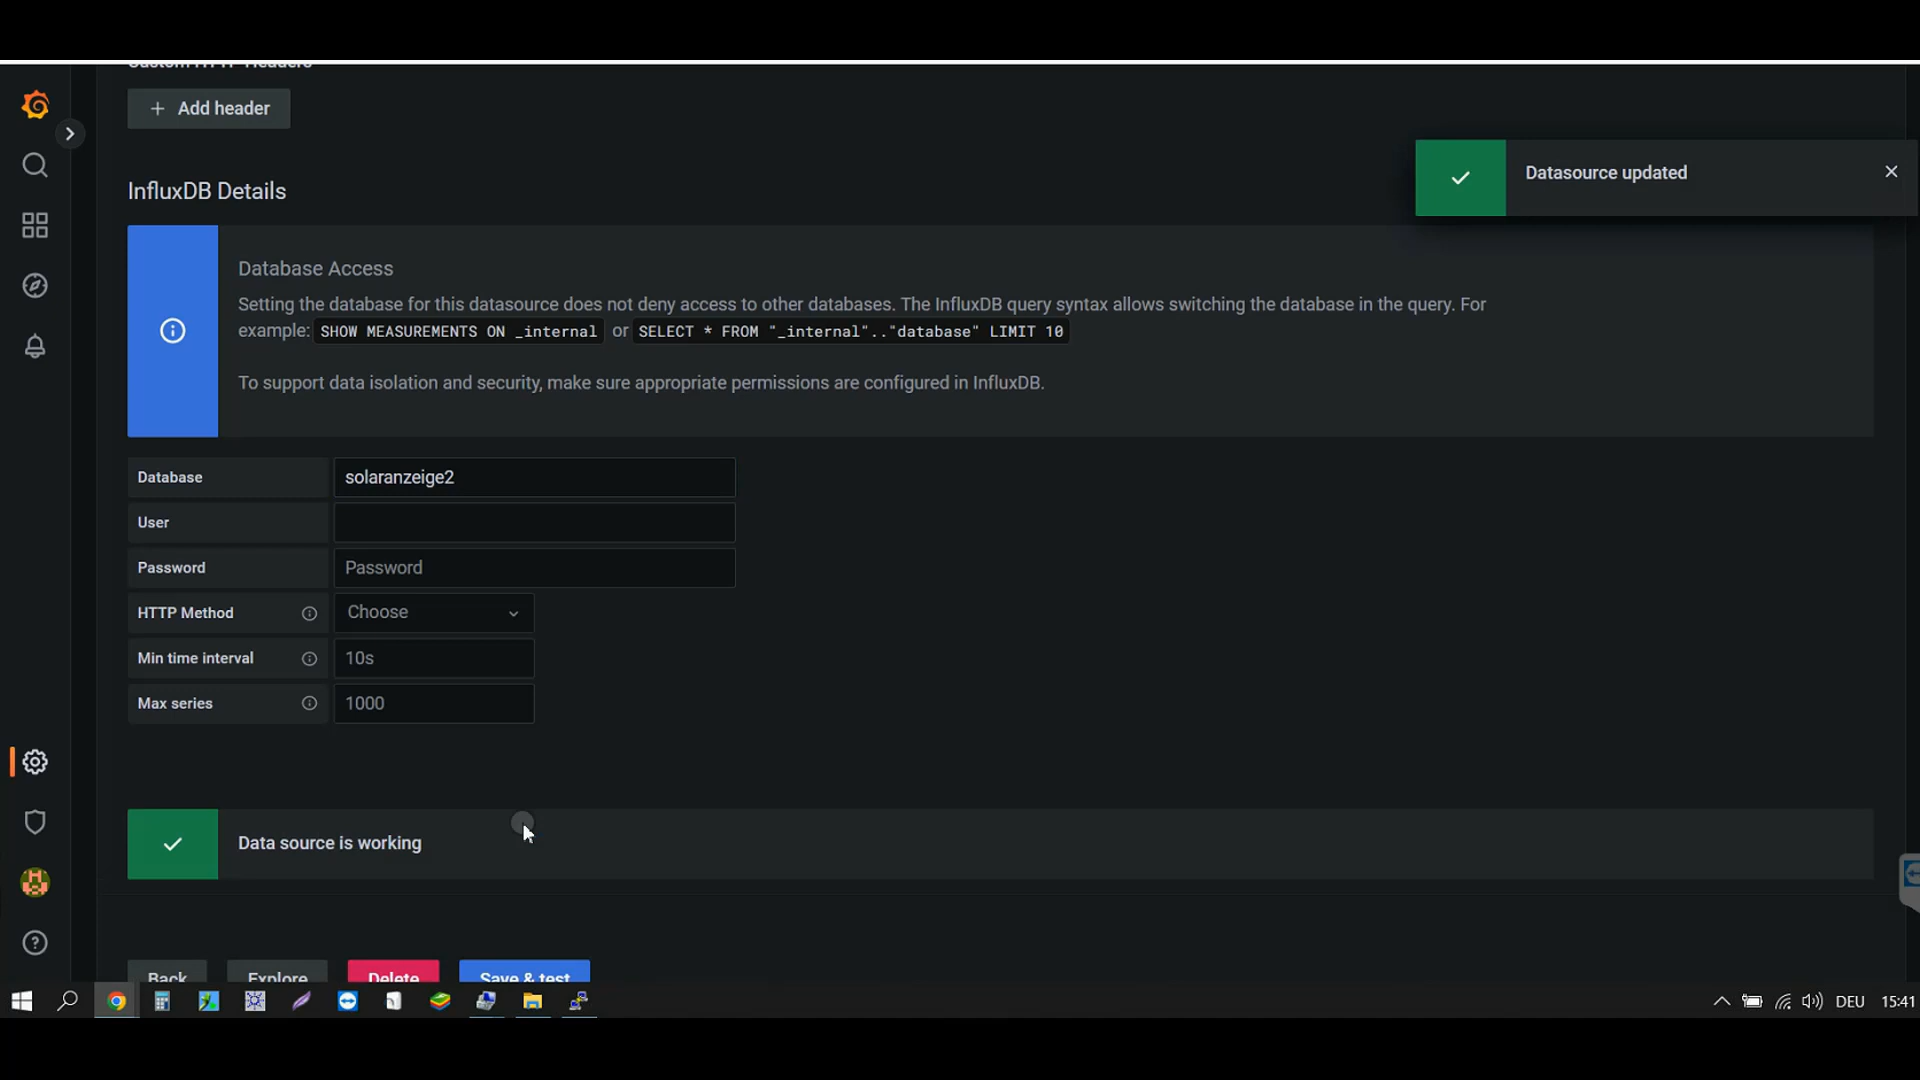 Custom HTTP Headers
+ Add header
Datasource updated
InfluxDB Details
Database Access
Setting the database for this datasource does not deny access to other databases. The InfluxDB query syntax allows switching the database in the query. For
example: SHOW MEASUREMENTS ON _internal or SELECT * FROM "_internal".."database" LIMIT 10
To support data isolation and security, make sure appropriate permissions are configured in InfluxDB.
Database solaranzeige2
User
Password Password
HTTP Method Choose
Min time interval 10s
Max series 1000
Data source is working
Back Explore Delete Save & test
DEU 15:41